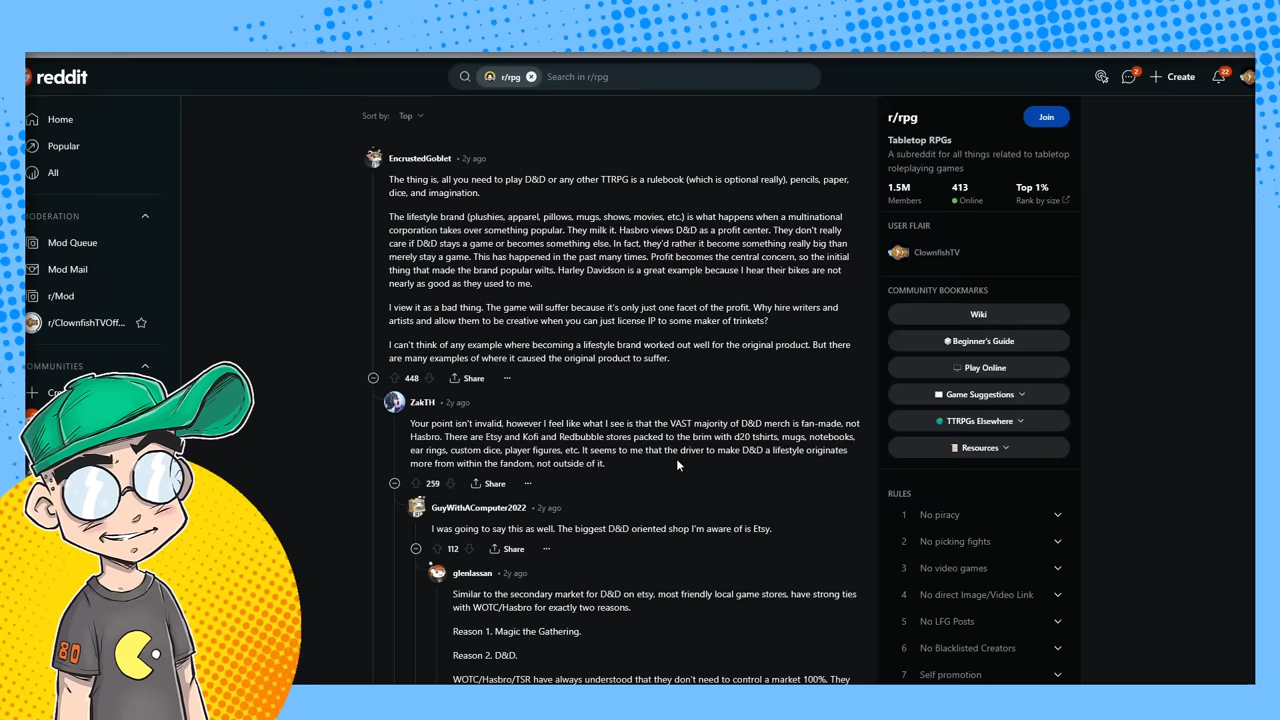 reddit
r/rpg
Search in r/rpg
2
Create
22
Home
Popular
All
MODERATION
Mod Queue
Mod Mail
r/Mod
r/ClownfishTVOff...
COMMUNITIES
Sort by: Top
EncrustedGoblet • 2y ago
The thing is, all you need to play D&D or any other TTRPG is a rulebook (which is optional really), pencils, paper,
dice, and imagination.
The lifestyle brand (plushies, apparel, pillows, mugs, shows, movies, etc.) is what happens when a multinational
corporation takes over something popular. They milk it. Hasbro views D&D as a profit center. They don't really
care if D&D stays a game or becomes something else. In fact, they'd rather it become something really big than
merely stay a game. This has happened in the past many times. Profit becomes the central concern, so the initial
thing that made the brand popular wilts. Harley Davidson is a great example because I hear their bikes are not
nearly as good as they used to me.
I view it as a bad thing. The game will suffer because it's only just one facet of the profit. Why hire writers and
artists and allow them to be creative when you can just license IP to some maker of trinkets?
I can't think of any example where becoming a lifestyle brand worked out well for the original product. But there
are many examples of where it caused the original product to suffer.
448
Share
ZakTH • 2y ago
Your point isn't invalid, however I feel like what I see is that the VAST majority of D&D merch is fan-made, not
Hasbro. There are Etsy and Kofi and Redbubble stores packed to the brim with d20 tshirts, mugs, notebooks,
ear rings, custom dice, player figures, etc. It seems to me that the driver to make D&D a lifestyle originates
more from within the fandom, not outside of it.
259
Share
GuyWithAComputer2022 • 2y ago
I was going to say this as well. The biggest D&D oriented shop I'm aware of is Etsy.
112
Share
glenlassan • 2y ago
Similar to the secondary market for D&D on etsy, most friendly local game stores, have strong ties
with WOTC/Hasbro for exactly two reasons.
Reason 1. Magic the Gathering.
Reason 2. D&D.
WOTC/Hasbro/TSR have always understood that they don't need to control a market 100%. They
r/rpg
Join
Tabletop RPGs
A subreddit for all things related to tabletop
roleplaying games
1.5M 413 Top 1%
Members Online Rank by size
USER FLAIR
ClownfishTV
COMMUNITY BOOKMARKS
Wiki
Beginner's Guide
Play Online
Game Suggestions
TTRPGs Elsewhere
Resources
RULES
1 No piracy
2 No picking fights
3 No video games
4 No direct Image/Video Link
5 No LFG Posts
6 No Blacklisted Creators
7 Self promotion
80